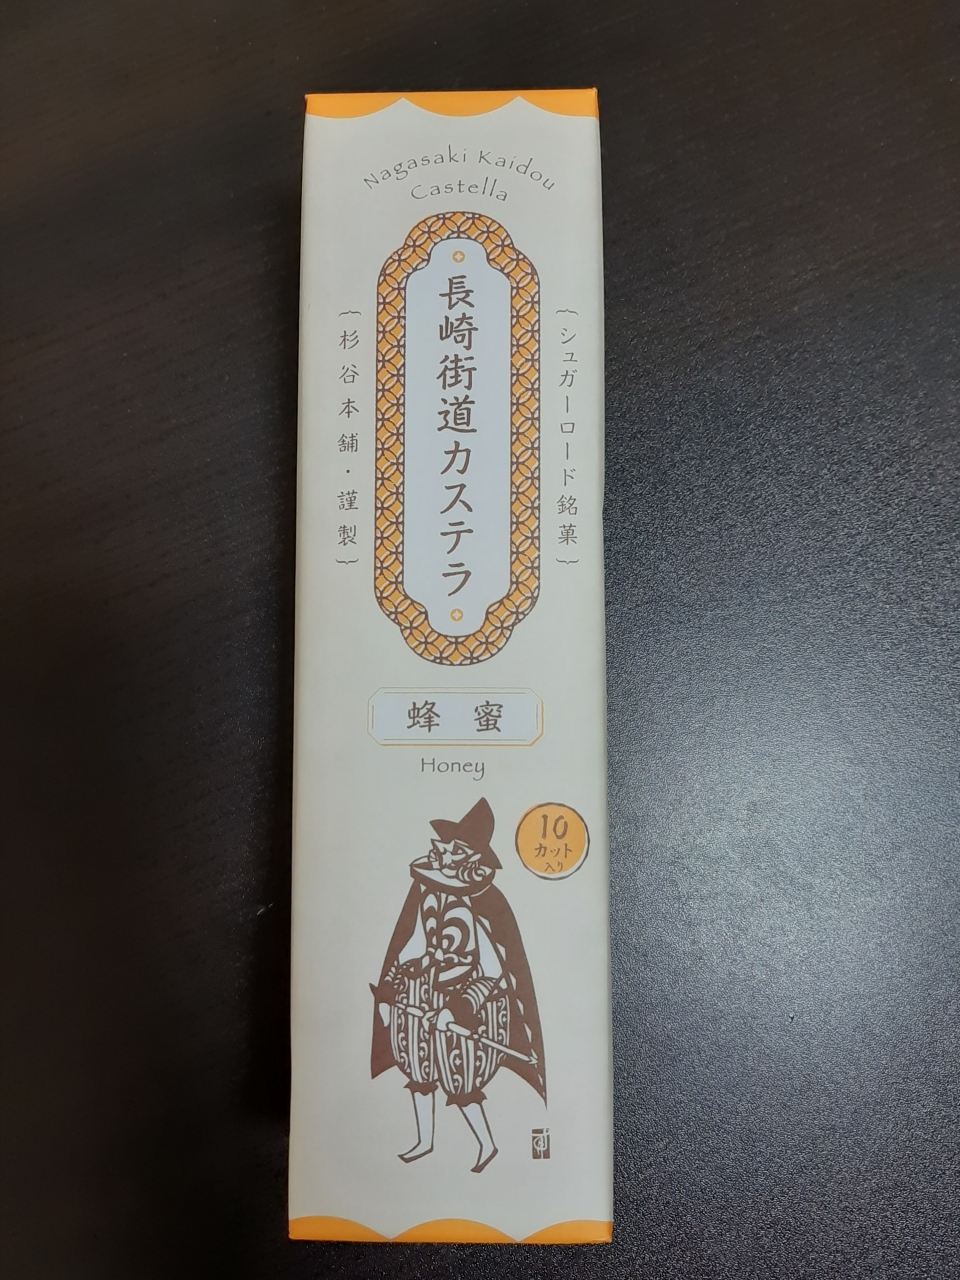 Nagasaki Kaidou
Castella
長崎街道カステラ
{シュガーロード銘菓}
{杉谷本舗・謹製}
蜂蜜
Honey
10
カット
入り